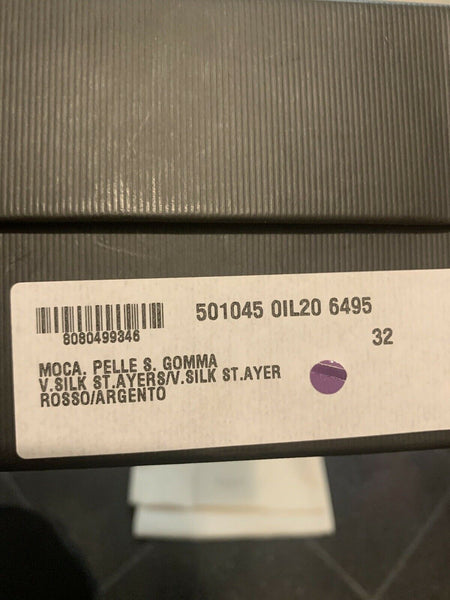 501045 0IL20 6495
8080499346
32
MOCA. PELLE S. GOMMA
V.SILK ST.AYERS/V.SILK ST.AYER
ROSSO/ARGENTO